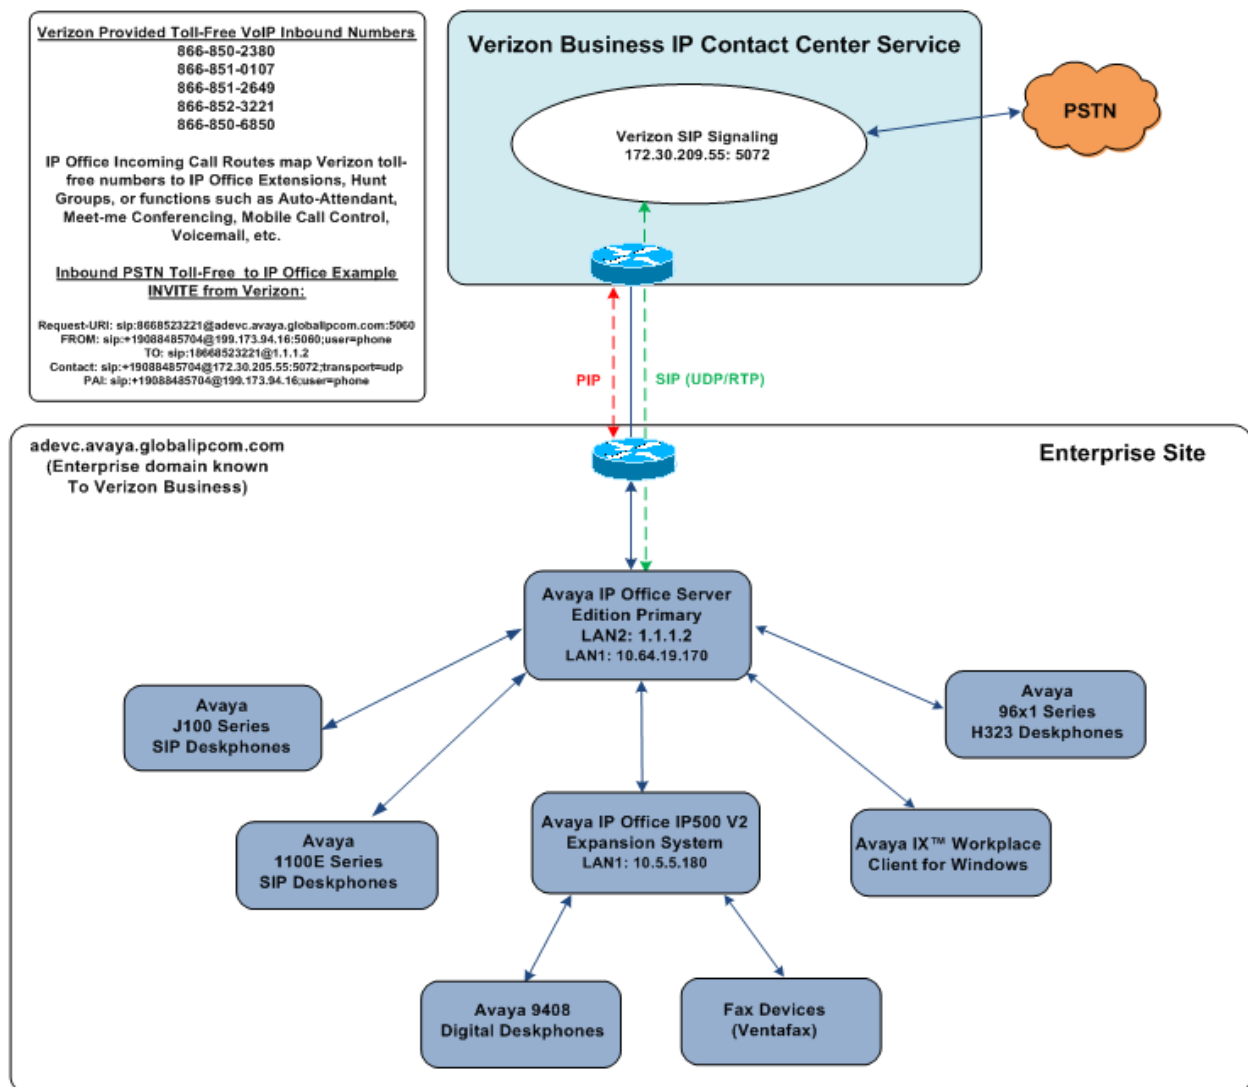 Verizon Provided Toll-Free VoIP Inbound Numbers
866-850-2380
866-851-0107
866-851-2649
866-852-3221
866-850-6850
IP Office Incoming Call Routes map Verizon toll-
free numbers to IP Office Extensions, Hunt
Groups, or functions such as Auto-Attendant,
Meet-me Conferencing, Mobile Call Control,
Voicemail, etc.
Inbound PSTN Toll-Free to IP Office Example
INVITE from Verizon:
Request-URI: sip:8668523221@adevc.avaya.globalipcom.com:5060
FROM: sip:+19088485704@199.173.94.16:5060;user=phone
TO: sip:18668523221@1.1.1.2
Contact: sip:+19088485704@172.30.205.55:5072;transport=udp
PAI: sip:+19088485704@199.173.94.16;user=phone
Verizon Business IP Contact Center Service
Verizon SIP Signaling
172.30.209.55: 5072
PSTN
PIP
SIP (UDP/RTP)
adevc.avaya.globalipcom.com
(Enterprise domain known
To Verizon Business)
Enterprise Site
Avaya IP Office Server
Edition Primary
LAN2: 1.1.1.2
LAN1: 10.64.19.170
Avaya
J100 Series
SIP Deskphones
Avaya
96x1 Series
H323 Deskphones
Avaya
1100E Series
SIP Deskphones
Avaya IP Office IP500 V2
Expansion System
LAN1: 10.5.5.180
Avaya IX™ Workplace
Client for Windows
Avaya 9408
Digital Deskphones
Fax Devices
(Ventafax)